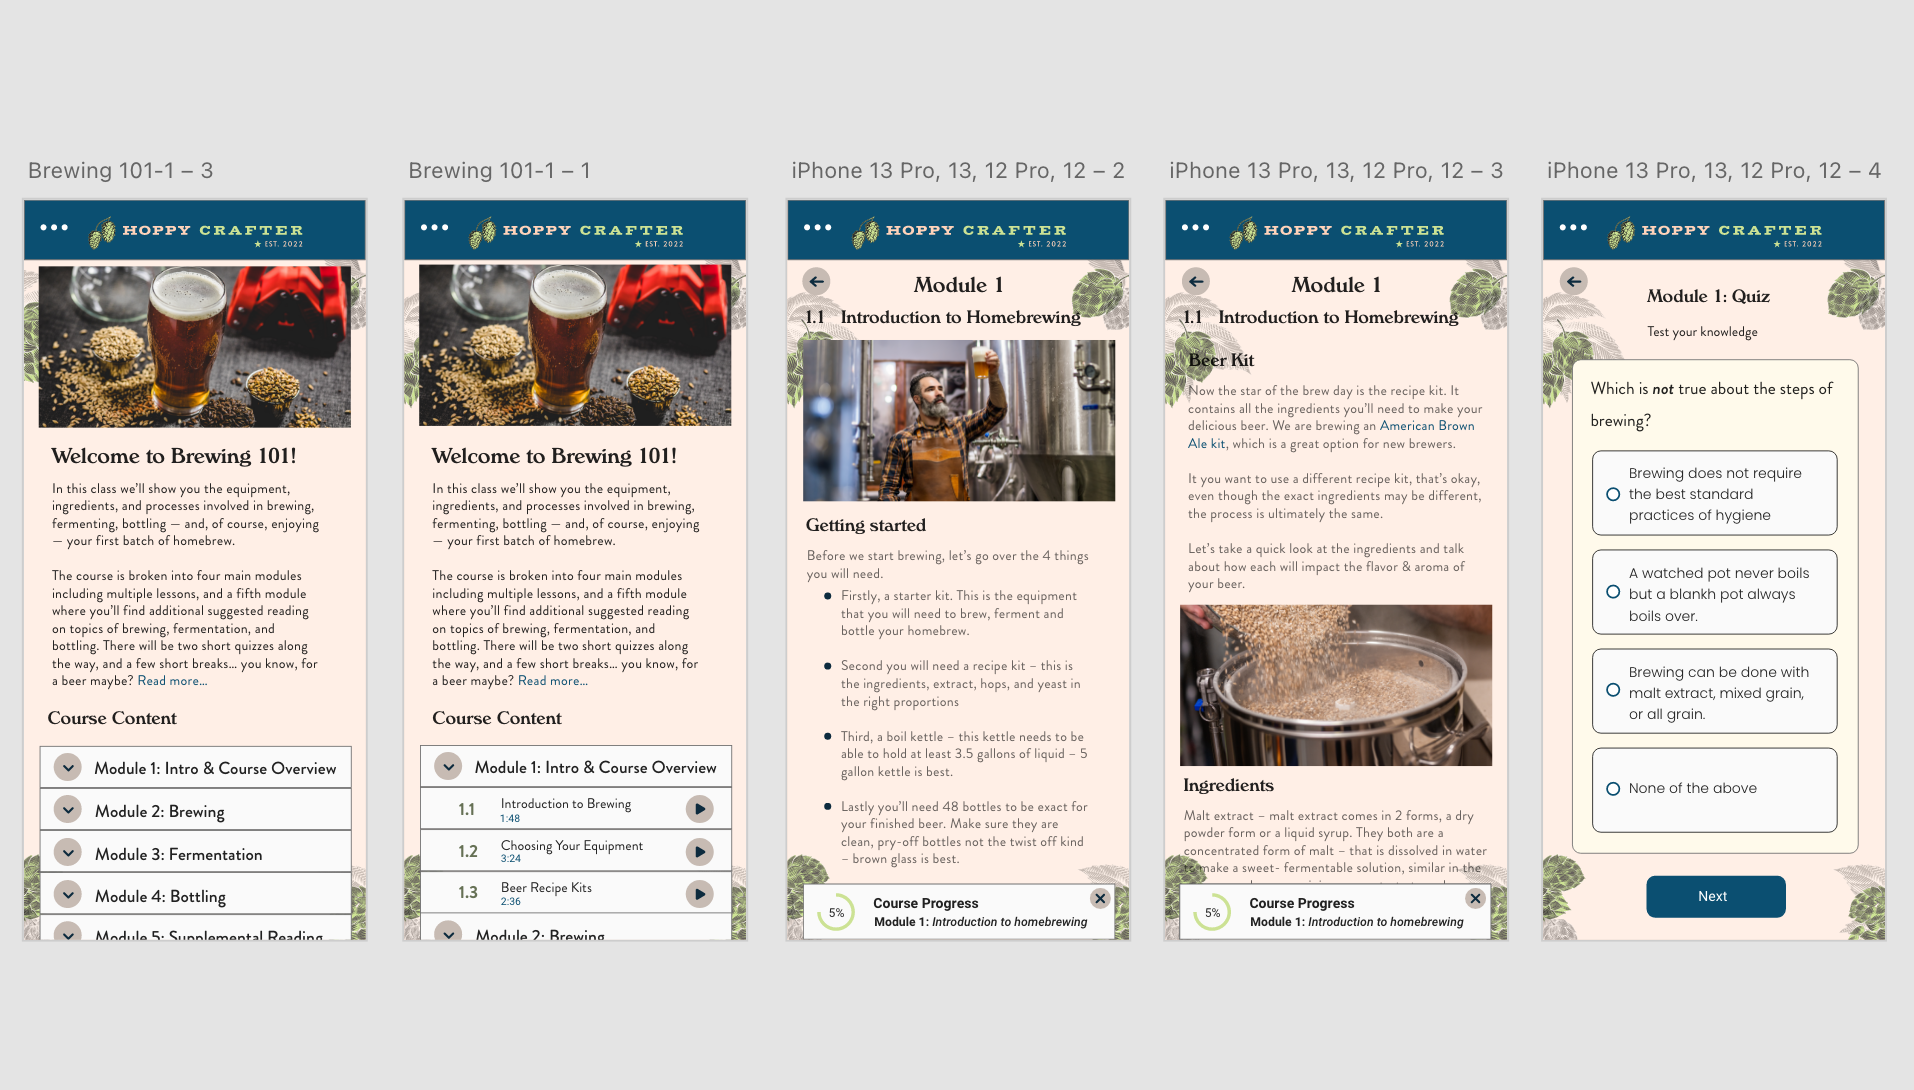 Brewing 101-1 – 3
HOPPY CRAFTER
★ EST. 2022
Welcome to Brewing 101!
In this class we'll show you the equipment,
ingredients, and processes involved in brewing,
fermenting, bottling — and, of course, enjoying
— your first batch of homebrew.
The course is broken into four main modules
including multiple lessons, and a fifth module
where you'll find additional suggested reading
on topics of brewing, fermentation, and
bottling. There will be two short quizzes along
the way, and a few short breaks... you know, for
a beer maybe? Read more...
Course Content
Module 1: Intro & Course Overview
Module 2: Brewing
Module 3: Fermentation
Module 4: Bottling
Module 5: Supplemental Reading
Brewing 101-1 – 1
HOPPY CRAFTER
★ EST. 2022
Welcome to Brewing 101!
In this class we'll show you the equipment,
ingredients, and processes involved in brewing,
fermenting, bottling — and, of course, enjoying
— your first batch of homebrew.
The course is broken into four main modules
including multiple lessons, and a fifth module
where you'll find additional suggested reading
on topics of brewing, fermentation, and
bottling. There will be two short quizzes along
the way, and a few short breaks... you know, for
a beer maybe? Read more...
Course Content
Module 1: Intro & Course Overview
1.1 Introduction to Brewing
1:48
1.2 Choosing Your Equipment
3:24
1.3 Beer Recipe Kits
2:36
Module 2: Brewing
iPhone 13 Pro, 13, 12 Pro, 12 – 2
HOPPY CRAFTER
★ EST. 2022
Module 1
1.1 Introduction to Homebrewing
Getting started
Before we start brewing, let's go over the 4 things
you will need.
Firstly, a starter kit. This is the equipment
that you will need to brew, ferment and
bottle your homebrew.
Second you will need a recipe kit – this is
the ingredients, extract, hops, and yeast in
the right proportions
Third, a boil kettle – this kettle needs to be
able to hold at least 3.5 gallons of liquid – 5
gallon kettle is best.
Lastly you'll need 48 bottles to be exact for
your finished beer. Make sure they are
clean, pry-off bottles not the twist off kind
– brown glass is best.
5%
Course Progress
Module 1: Introduction to homebrewing
iPhone 13 Pro, 13, 12 Pro, 12 – 3
HOPPY CRAFTER
★ EST. 2022
Module 1
1.1 Introduction to Homebrewing
Beer Kit
Now the star of the brew day is the recipe kit. It
contains all the ingredients you'll need to make your
delicious beer. We are brewing an American Brown
Ale kit, which is a great option for new brewers.
It you want to use a different recipe kit, that's okay,
even though the exact ingredients may be different,
the process is ultimately the same.
Let's take a quick look at the ingredients and talk
about how each will impact the flavor & aroma of
your beer.
Ingredients
Malt extract – malt extract comes in 2 forms, a dry
powder form or a liquid syrup. They both are a
concentrated form of malt – that is dissolved in water
to make a sweet- fermentable solution, similar in the
5%
Course Progress
Module 1: Introduction to homebrewing
iPhone 13 Pro, 13, 12 Pro, 12 – 4
HOPPY CRAFTER
★ EST. 2022
Module 1: Quiz
Test your knowledge
Which is not true about the steps of
brewing?
Brewing does not require
the best standard
practices of hygiene
A watched pot never boils
but a blankh pot always
boils over.
Brewing can be done with
malt extract, mixed grain,
or all grain.
None of the above
Next